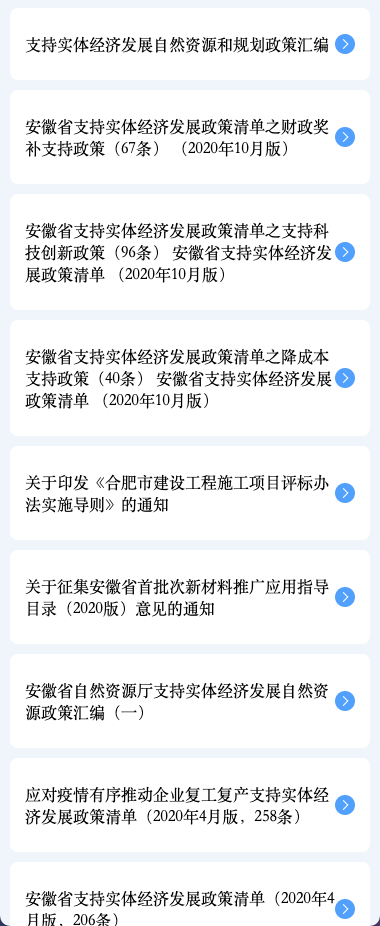 支持实体经济发展自然资源和规划政策汇编
安徽省支持实体经济发展政策清单之财政奖
补支持政策（67条）（2020年10月版）
安徽省支持实体经济发展政策清单之支持科
技创新政策（96条） 安徽省支持实体经济发
展政策清单 （2020年10月版）
安徽省支持实体经济发展政策清单之降成本
支持政策（40条） 安徽省支持实体经济发展
政策清单 （2020年10月版）
关于印发《合肥市建设工程施工项目评标办
法实施导则》的通知
关于征集安徽省首批次新材料推广应用指导
目录（2020版）意见的通知
安徽省自然资源厅支持实体经济发展自然资
源政策汇编（一）
应对疫情有序推动企业复工复产支持实体经
济发展政策清单（2020年4月版，258条）
安徽省支持实体经济发展政策清单（2020年4
月版，206条）